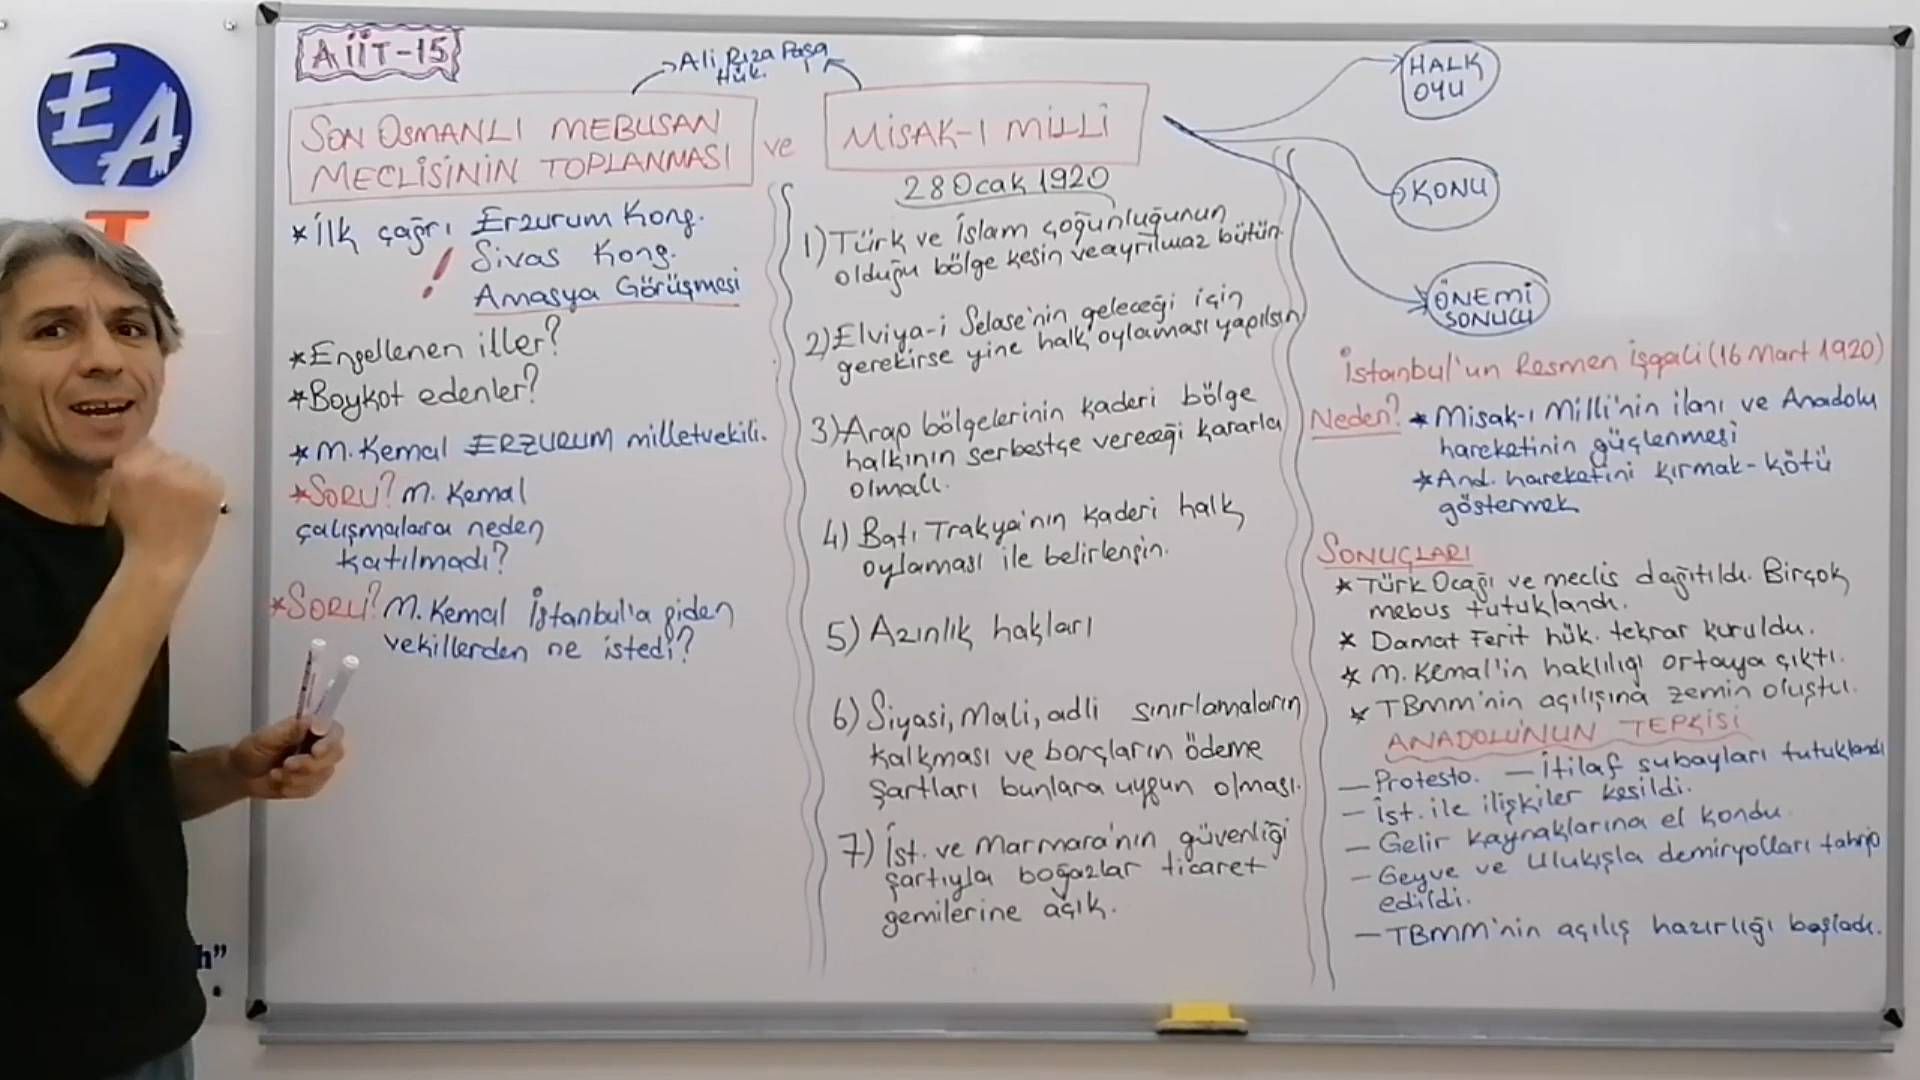 EA
T
h"
AİİT-15
Ali Rıza Paşa
Hük.
SON OSMANLI MEBUSAN
MECLİSİNİN TOPLANMASI
ve
MİSAK-I MİLLİ
28 Ocak 1920
* İlk çağrı Erzurum Kong.
! Sivas Kong.
Amasya Görüşmesi
* Engellenen iller?
* Boykot edenler?
* M. Kemal ERZURUM milletvekili.
* SORU? M. Kemal
çalışmalara neden
katılmadı?
* SORU? M. Kemal İstanbul'a giden
vekillerden ne istedi?
1) Türk ve İslam çoğunluğunun
olduğu bölge kesin ve ayrılmaz bütün.
2) Elviya-i Selase'nin geleceği için
gerekirse yine halk oylaması yapılsın
3) Arap bölgelerinin kaderi bölge
halkının serbestçe vereceği kararla
olmalı.
4) Batı Trakya'nın kaderi halk
oylaması ile belirlensin.
5) Azınlık hakları
6) Siyasi, Mali, adli sınırlamaların
kalkması ve borçların ödeme
şartları bunlara uygun olması.
7) İst. ve Marmara'nın güvenliği
şartıyla boğazlar ticaret
gemilerine açık.
HALK
OYU
KONU
ÖNEMİ
SONUCU
İstanbul'un Resmen işgali (16 Mart 1920)
Neden? * Misak-ı Milli'nin ilanı ve Anadolu
hareketinin güçlenmesi
* And. hareketini kırmak - kötü
göstermek
SONUÇLARI
* Türk Ocağı ve meclis dağıtıldı. Birçok
mebus tutuklandı.
* Damat Ferit hük. tekrar kuruldu.
* M. Kemal'in haklılığı ortaya çıktı.
* TBMM'nin açılışına zemin oluştu.
ANADOLU'NUN TEPKİSİ
— Protesto. — İtilaf subayları tutuklandı
— İst. ile ilişkiler kesildi.
— Gelir kaynaklarına el kondu.
— Geyve ve Ulukışla demiryolları tahrip
edildi.
— TBMM'nin açılış hazırlığı başladı.